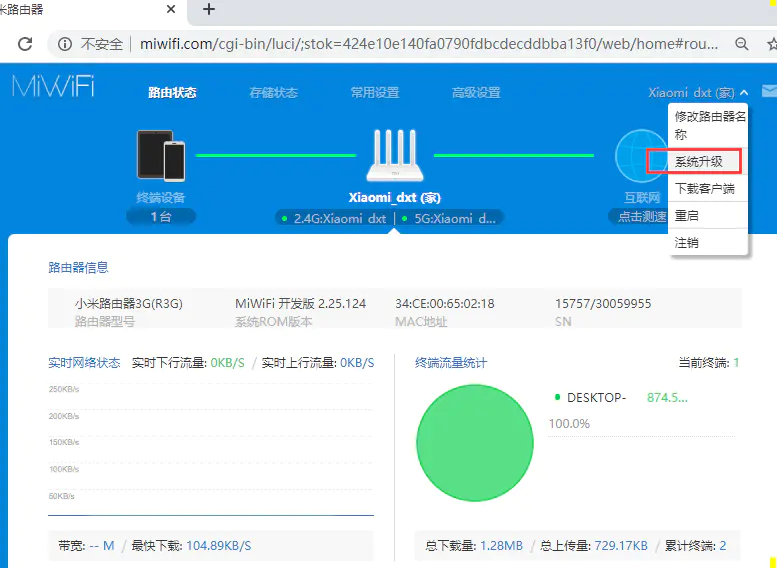 米路由器
不安全
miwifi.com/cgi-bin/luci/;stok=424e10e140fa0790fdbcdecddbba13f0/web/home#rou...
MiWiFi
路由状态
存储状态
常用设置
高级设置
Xiaomi_dxt (家)
修改路由器名
称
系统升级
下载客户端
重启
注销
终端设备
1台
Xiaomi_dxt (家)
2.4G:Xiaomi_dxt | 5G:Xiaomi_d...
互联网
点击测速
路由器信息
小米路由器3G(R3G)
路由器型号
MiWiFi 开发版 2.25.124
系统ROM版本
34:CE:00:65:02:18
MAC地址
15757/30059955
SN
实时网络状态 实时下行流量: 0KB/S / 实时上行流量: 0KB/S
250KB/s
200KB/s
150KB/s
100KB/s
50KB/s
带宽: -- M / 最快下载: 104.89KB/S
终端流量统计
当前终端: 1
DESKTOP- 874.5...
100.0%
总下载量: 1.28MB / 总上传量: 729.17KB / 累计终端: 2